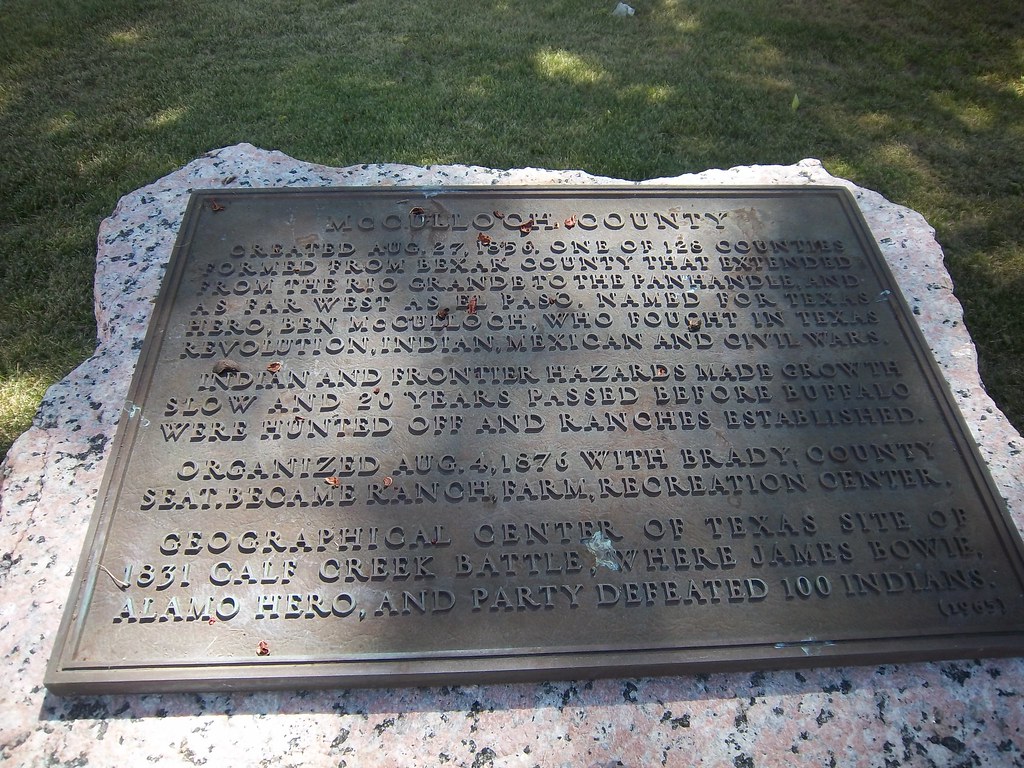 McCULLOCH COUNTY
CREATED AUG. 27, 1856. ONE OF 128 COUNTIES
FORMED FROM BEXAR COUNTY THAT EXTENDED
FROM THE RIO GRANDE TO THE PANHANDLE, AND
AS FAR WEST AS EL PASO. NAMED FOR TEXAS
HERO, BEN McCULLOCH, WHO FOUGHT IN TEXAS
REVOLUTION, INDIAN, MEXICAN AND CIVIL WARS.
INDIAN AND FRONTIER HAZARDS MADE GROWTH
SLOW AND 20 YEARS PASSED BEFORE BUFFALO
WERE HUNTED OFF AND RANCHES ESTABLISHED.
ORGANIZED AUG. 4, 1876 WITH BRADY, COUNTY
SEAT. BECAME RANCH, FARM, RECREATION CENTER.
GEOGRAPHICAL CENTER OF TEXAS SITE OF
1831 CALF CREEK BATTLE, WHERE JAMES BOWIE,
ALAMO HERO, AND PARTY DEFEATED 100 INDIANS.
(1965)